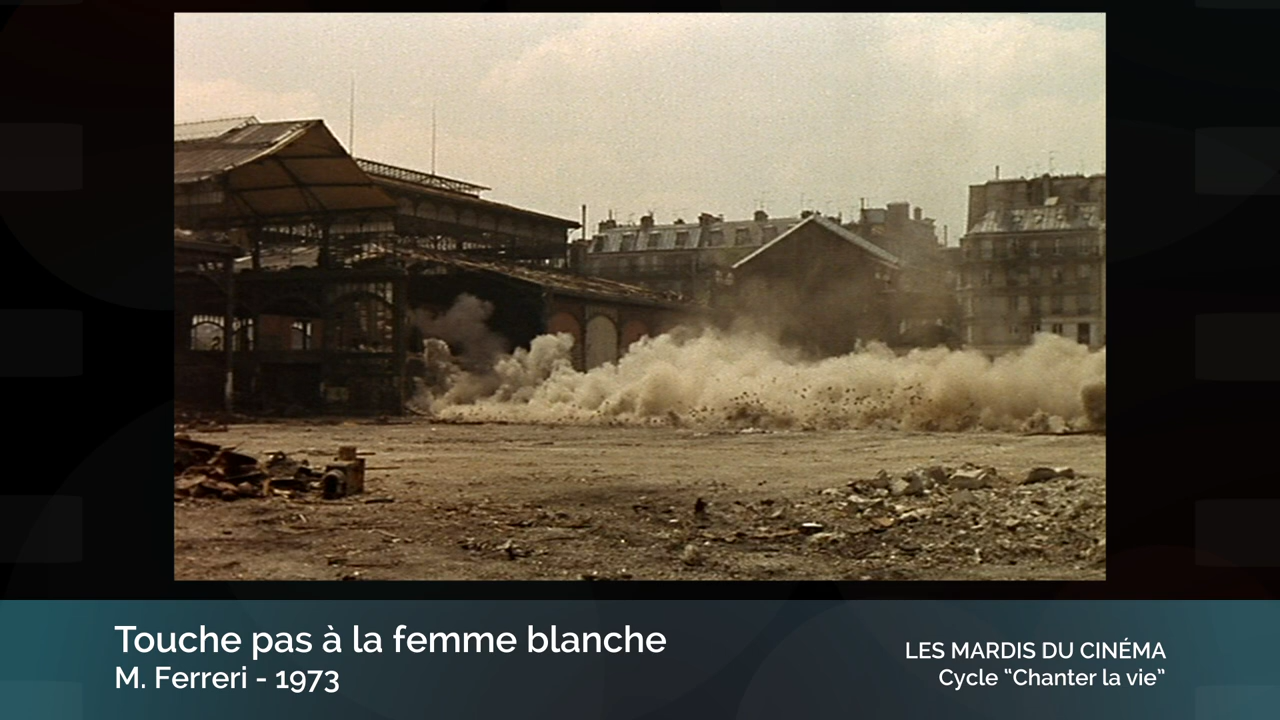 Touche pas à la femme blanche
M. Ferreri - 1973
LES MARDIS DU CINÉMA
Cycle “Chanter la vie”